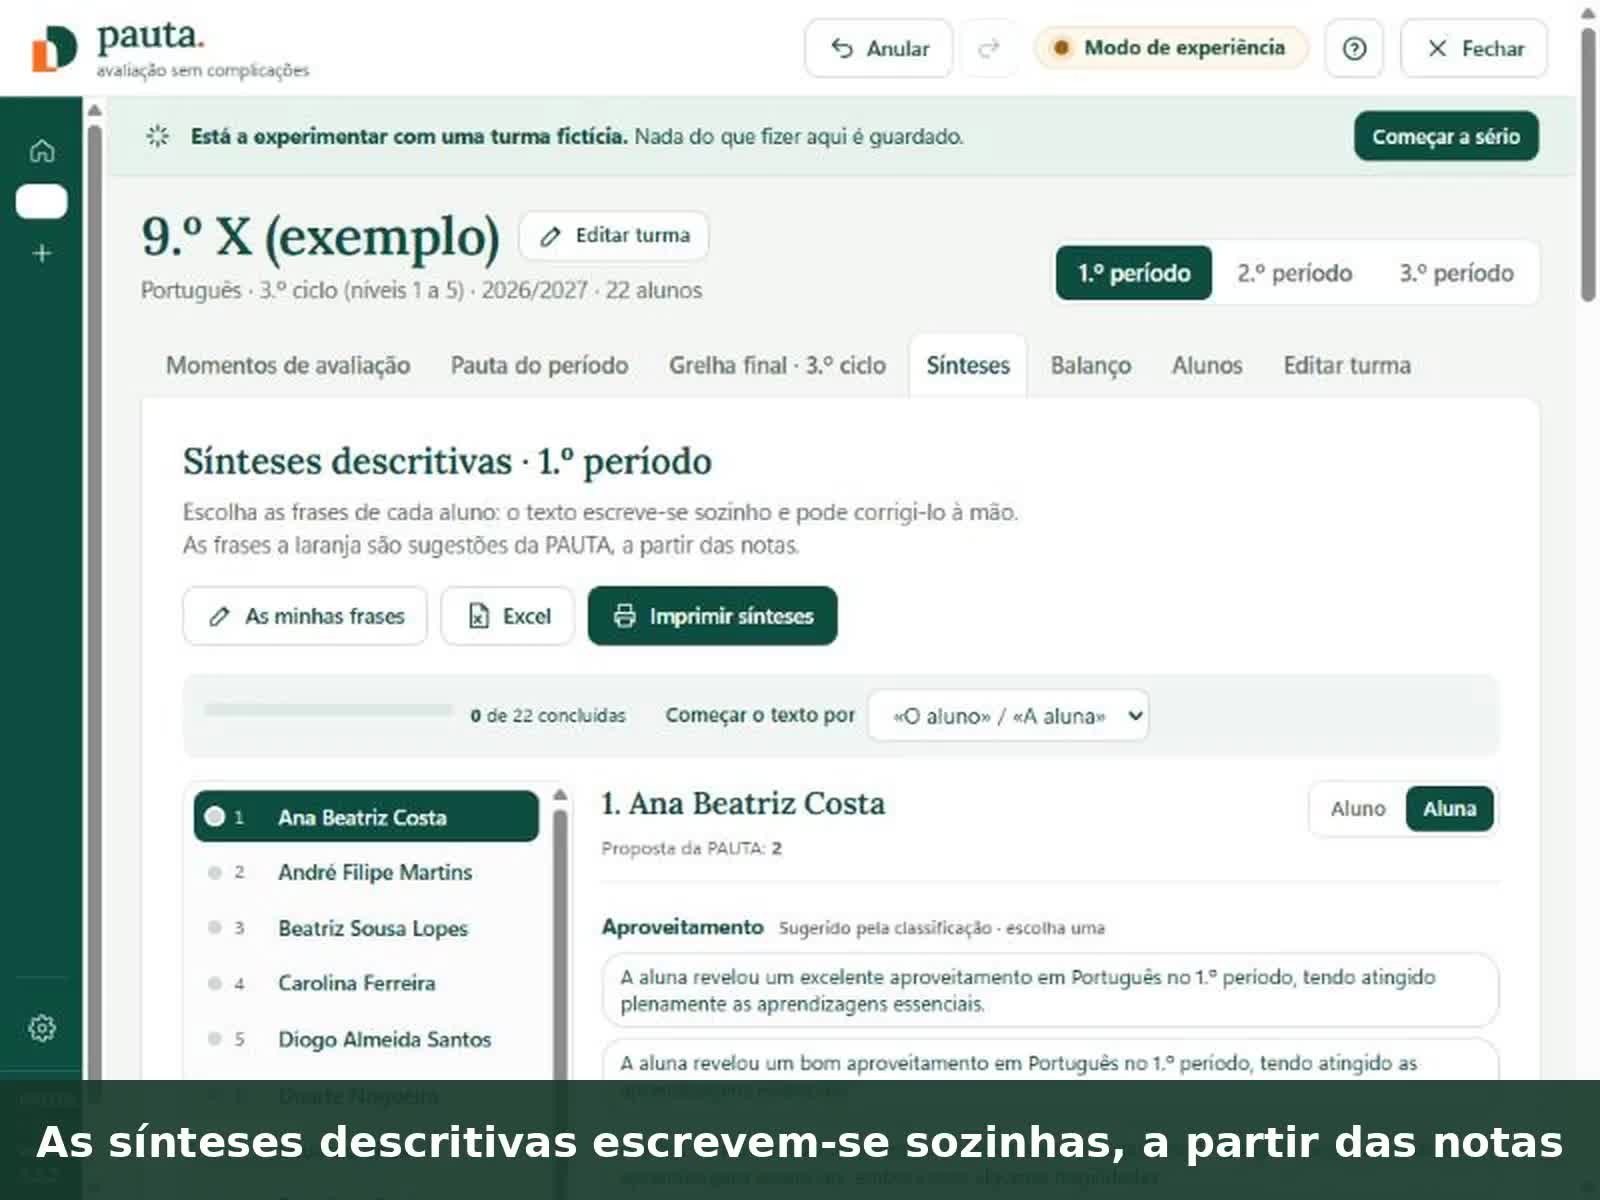 pauta.
avaliação sem complicações
Anular
Modo de experiência
Fechar
Está a experimentar com uma turma fictícia. Nada do que fizer aqui é guardado.
Começar a sério
9.º X (exemplo)
Editar turma
Português · 3.º ciclo (níveis 1 a 5) · 2026/2027 · 22 alunos
1.º período
2.º período
3.º período
Momentos de avaliação
Pauta do período
Grelha final · 3.º ciclo
Sínteses
Balanço
Alunos
Editar turma
Sínteses descritivas · 1.º período
Escolha as frases de cada aluno: o texto escreve-se sozinho e pode corrigi-lo à mão.
As frases a laranja são sugestões da PAUTA, a partir das notas.
As minhas frases
Excel
Imprimir sínteses
0 de 22 concluídas
Começar o texto por
«O aluno» / «A aluna»
1 Ana Beatriz Costa
2 André Filipe Martins
3 Beatriz Sousa Lopes
4 Carolina Ferreira
5 Diogo Almeida Santos
Duarte Nogueira
1. Ana Beatriz Costa
Aluno
Aluna
Proposta da PAUTA: 2
Aproveitamento Sugerido pela classificação · escolha uma
A aluna revelou um excelente aproveitamento em Português no 1.º período, tendo atingido
plenamente as aprendizagens essenciais.
A aluna revelou um bom aproveitamento em Português no 1.º período, tendo atingido as
As sínteses descritivas escrevem-se sozinhas, a partir das notas